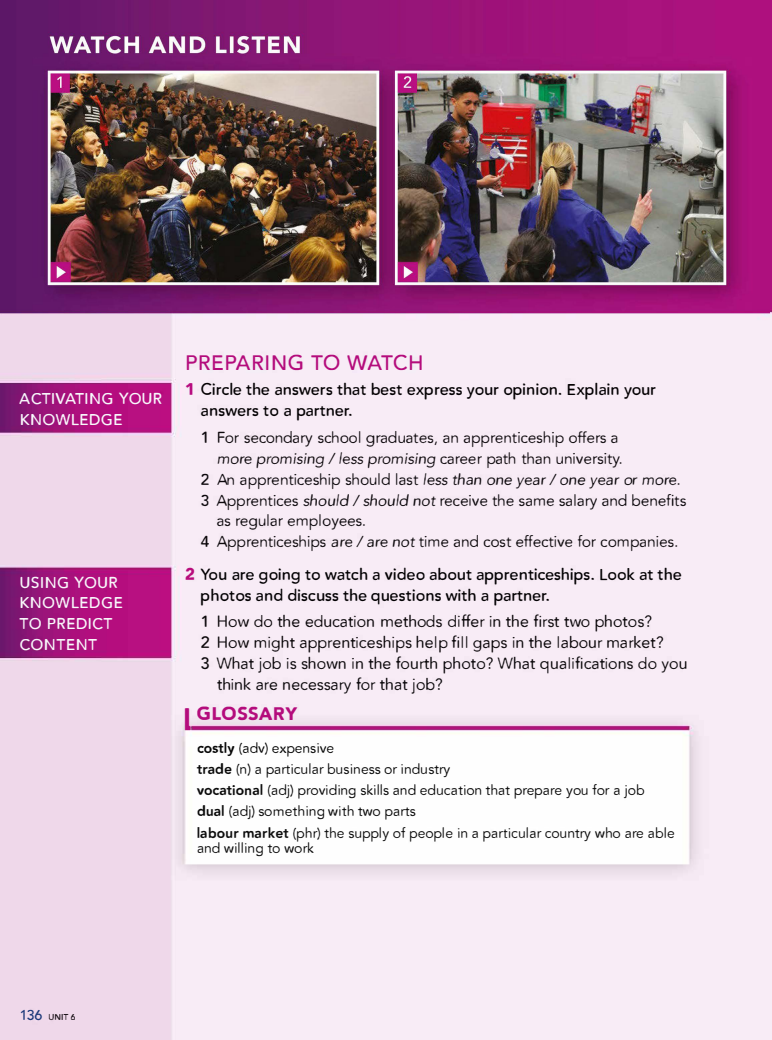 WATCH AND LISTEN
1
2
PREPARING TO WATCH
ACTIVATING YOUR
KNOWLEDGE
1 Circle the answers that best express your opinion. Explain your
answers to a partner.
1 For secondary school graduates, an apprenticeship offers a
more promising / less promising career path than university.
2 An apprenticeship should last less than one year / one year or more.
3 Apprentices should / should not receive the same salary and benefits
as regular employees.
4 Apprenticeships are / are not time and cost effective for companies.
USING YOUR
KNOWLEDGE
TO PREDICT
CONTENT
2 You are going to watch a video about apprenticeships. Look at the
photos and discuss the questions with a partner.
1 How do the education methods differ in the first two photos?
2 How might apprenticeships help fill gaps in the labour market?
3 What job is shown in the fourth photo? What qualifications do you
think are necessary for that job?
GLOSSARY
costly (adv) expensive
trade (n) a particular business or industry
vocational (adj) providing skills and education that prepare you for a job
dual (adj) something with two parts
labour market (phr) the supply of people in a particular country who are able
and willing to work
136 UNIT 6